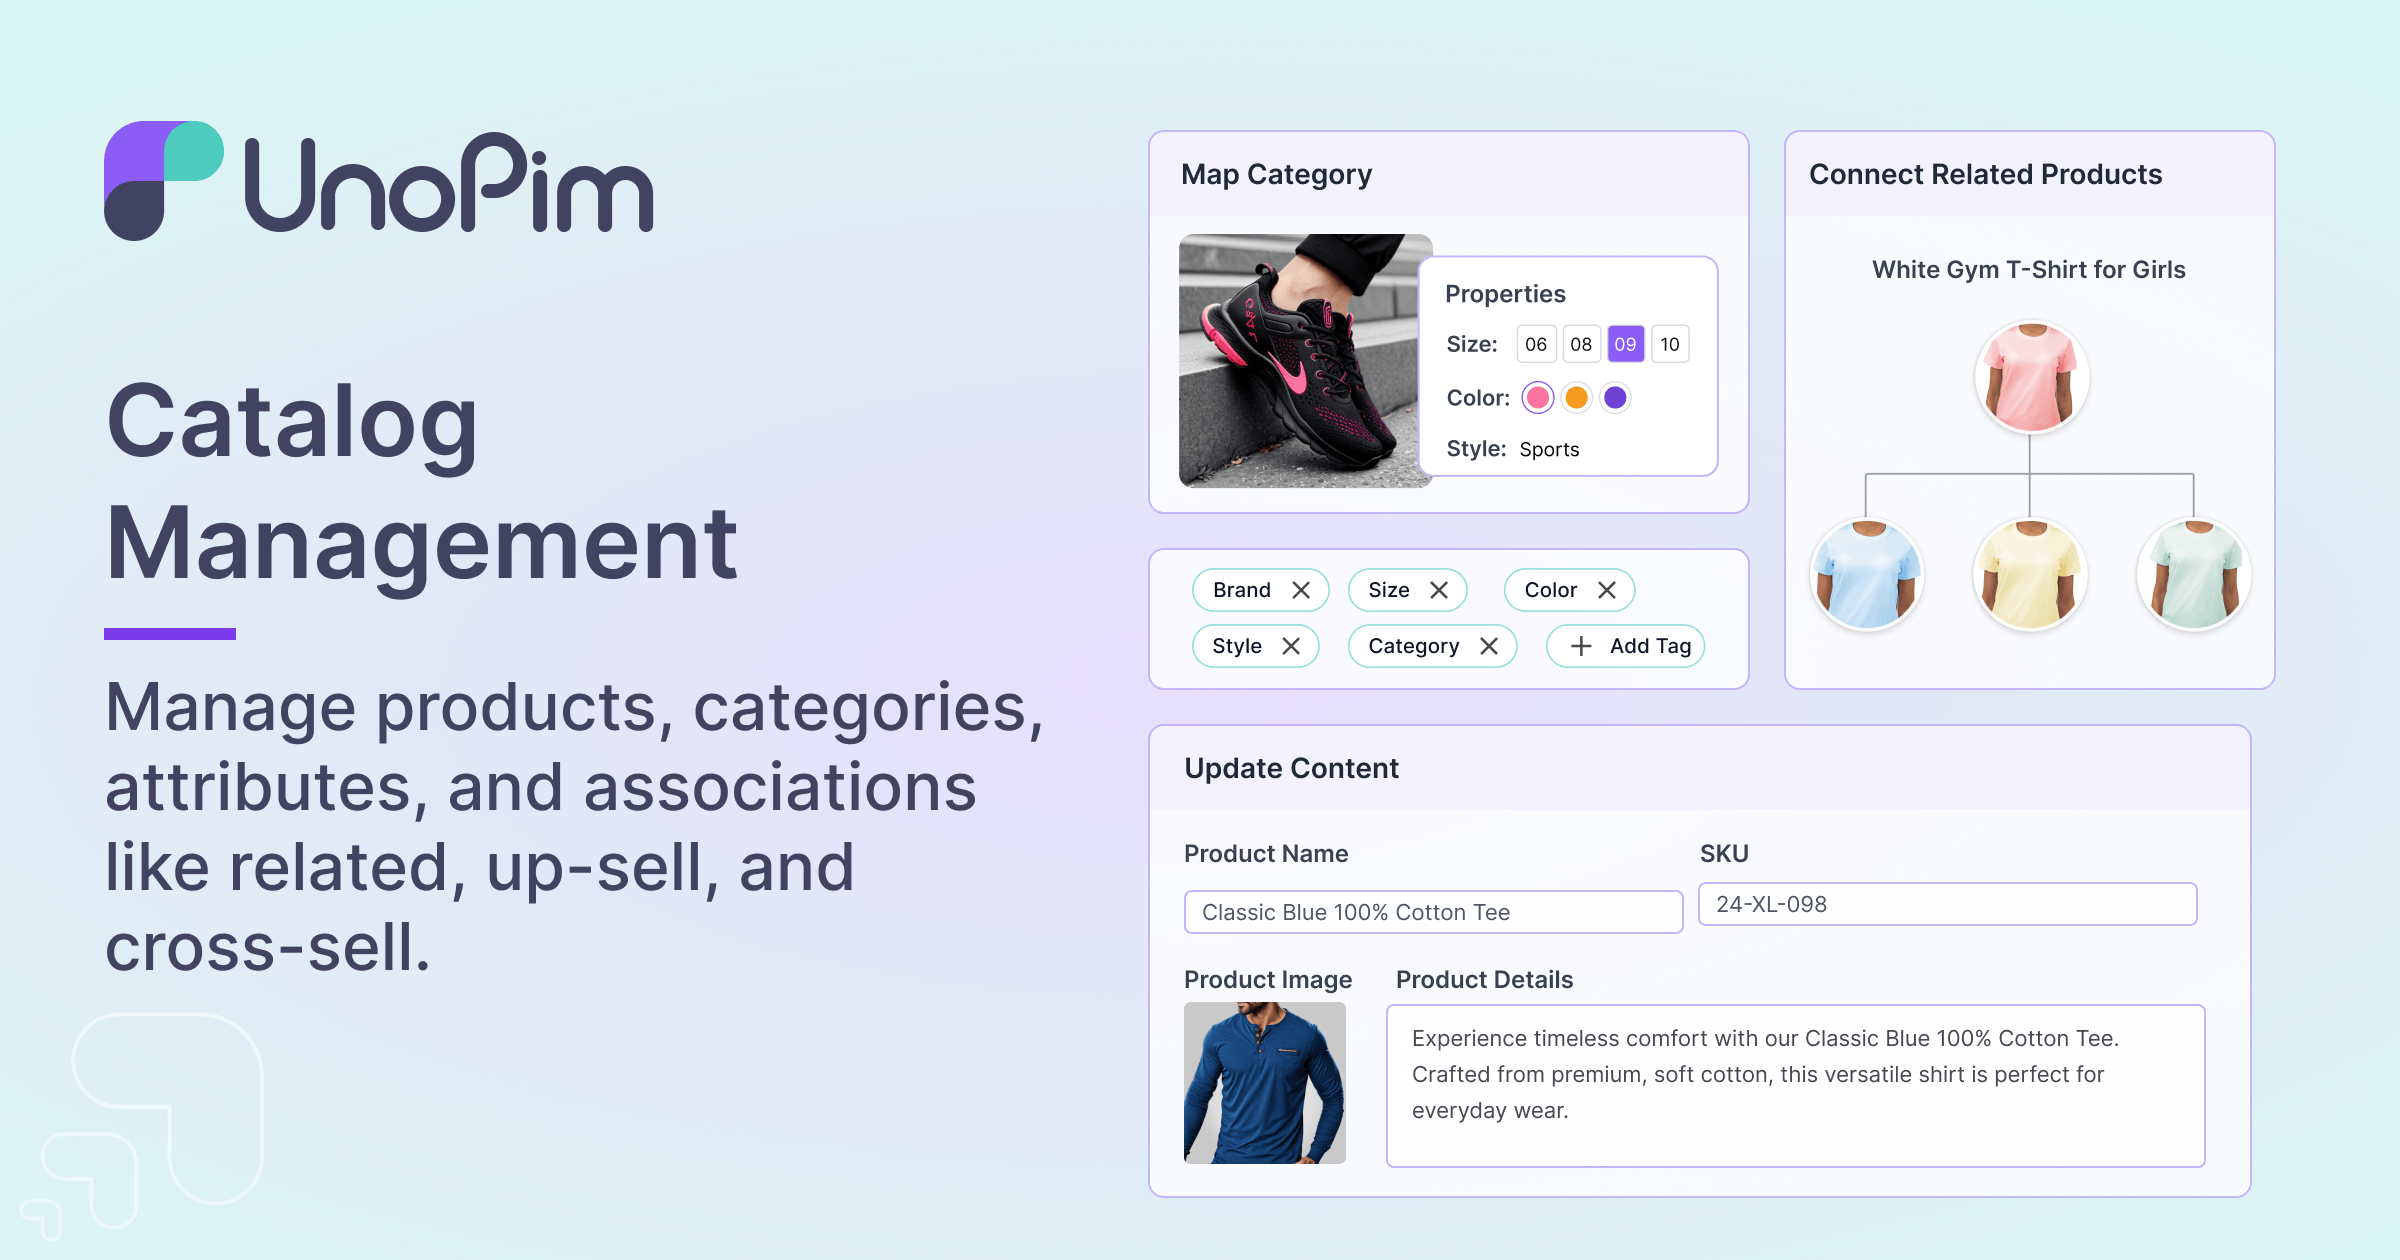 UnoPim
Catalog
Management
Manage products, categories,
attributes, and associations
like related, up-sell, and
cross-sell.
Map Category
JABO
Properties
Size: 06 08 09 10
Color:
Style: Sports
Brand Size Color
Style Category Add Tag
Connect Related Products
White Gym T-Shirt for Girls
Update Content
Product Name
Classic Blue 100% Cotton Tee
SKU
24-XL-098
Product Image
Product Details
Experience timeless comfort with our Classic Blue 100% Cotton Tee.
Crafted from premium, soft cotton, this versatile shirt is perfect for
everyday wear.